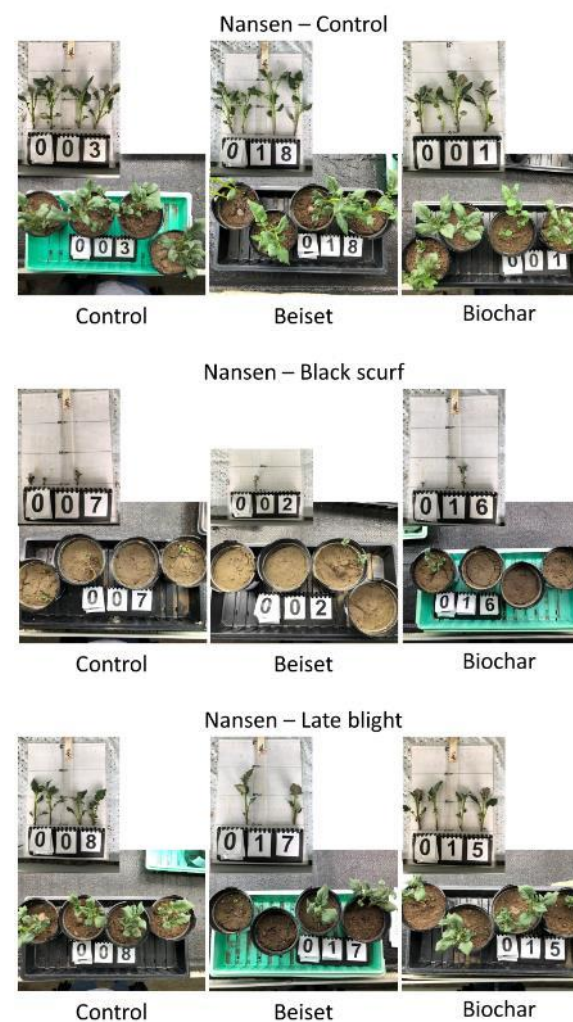 Nansen – Control
003 018 001
003 018 001
Control Beiset Biochar
Nansen – Black scurf
007 002 016
007 002 016
Control Beiset Biochar
Nansen – Late blight
008 017 015
008 017 015
Control Beiset Biochar